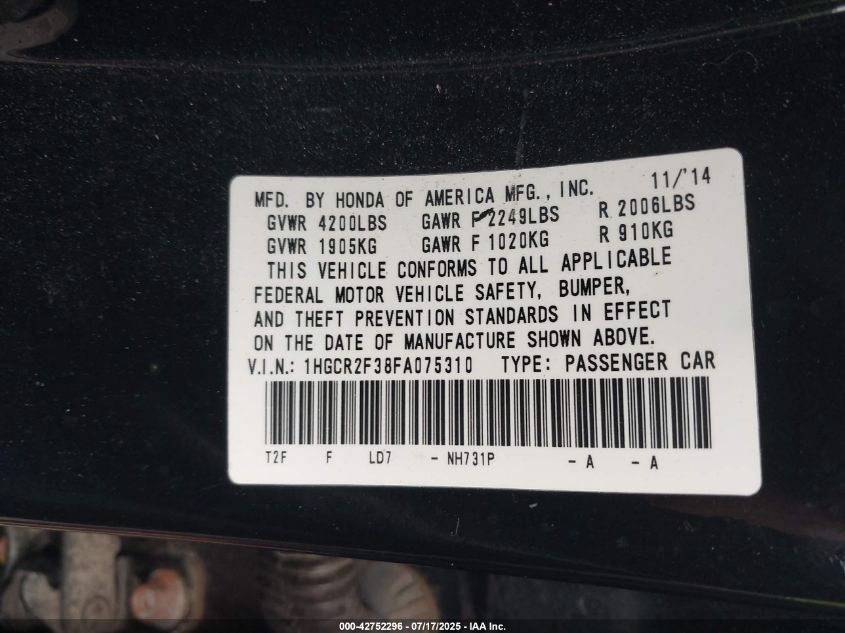 MFD. BY HONDA OF AMERICA MFG., INC. 11/'14
GVWR 4200LBS GAWR F 2249LBS R 2006LBS
GVWR 1905KG GAWR F 1020KG R 910KG
THIS VEHICLE CONFORMS TO ALL APPLICABLE
FEDERAL MOTOR VEHICLE SAFETY, BUMPER,
AND THEFT PREVENTION STANDARDS IN EFFECT
ON THE DATE OF MANUFACTURE SHOWN ABOVE.
V.I.N.: 1HGCR2F38FA075310 TYPE: PASSENGER CAR
T2F F LD7 - NH731P - A - A
000-42752296 - 07/17/2025 - IAA Inc.